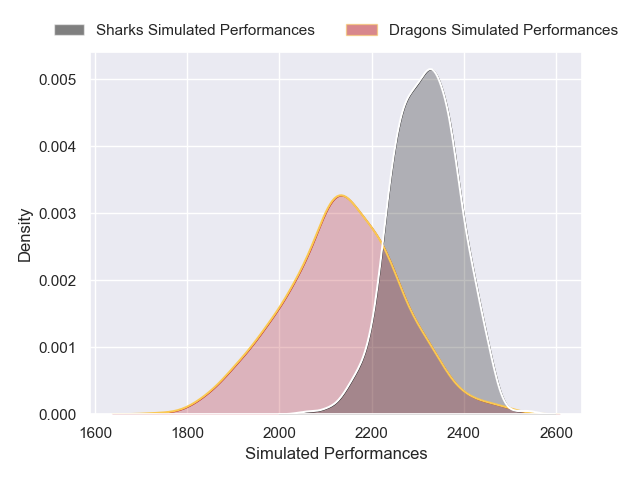 Sharks Simulated Performances Dragons Simulated Performances
0.005
0.004
0.003
0.002
0.001
0.000
Density
1600 1800 2000 2200 2400 2600
Simulated Performances